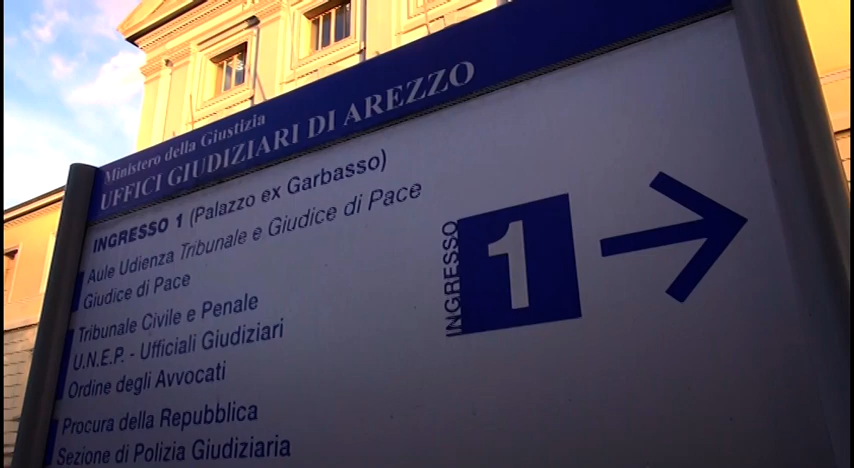 Ministero della Giustizia
UFFICI GIUDIZIARI DI AREZZO
INGRESSO 1 (Palazzo ex Garbasso)
Aule Udienza Tribunale e Giudice di Pace
Giudice di Pace
Tribunale Civile e Penale
U.N.E.P. - Ufficiali Giudiziari
Ordine degli Avvocati
Procura della Repubblica
Sezione di Polizia Giudiziaria
INGRESSO
1